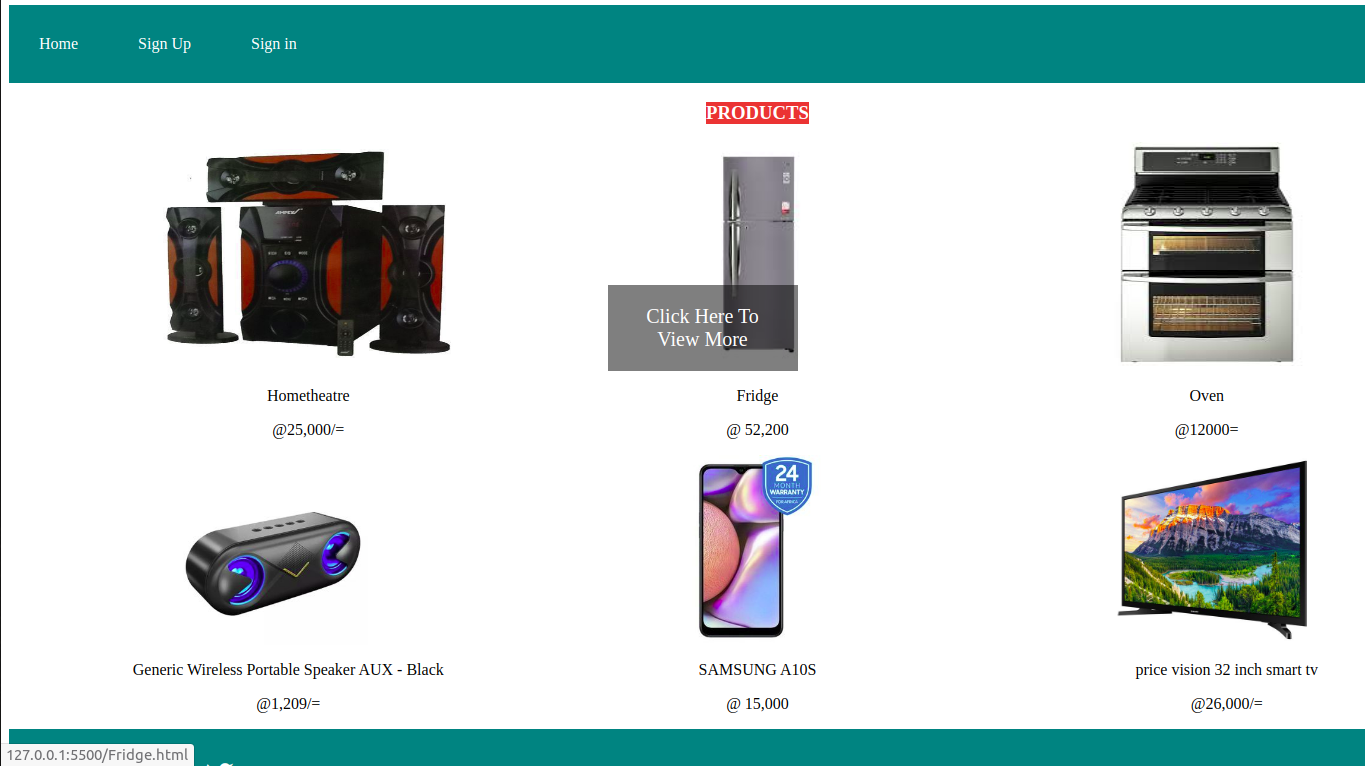 Home Sign Up Sign in
PRODUCTS
Click Here To
View More
Hometheatre
Fridge
Oven
@25,000/=
@ 52,200
@12000=
24
MONTH
WARRANTY
FOR AFRICA
Generic Wireless Portable Speaker AUX - Black
SAMSUNG A10S
price vision 32 inch smart tv
@1,209/=
@ 15,000
@26,000/=
127.0.0.1:5500/Fridge.html